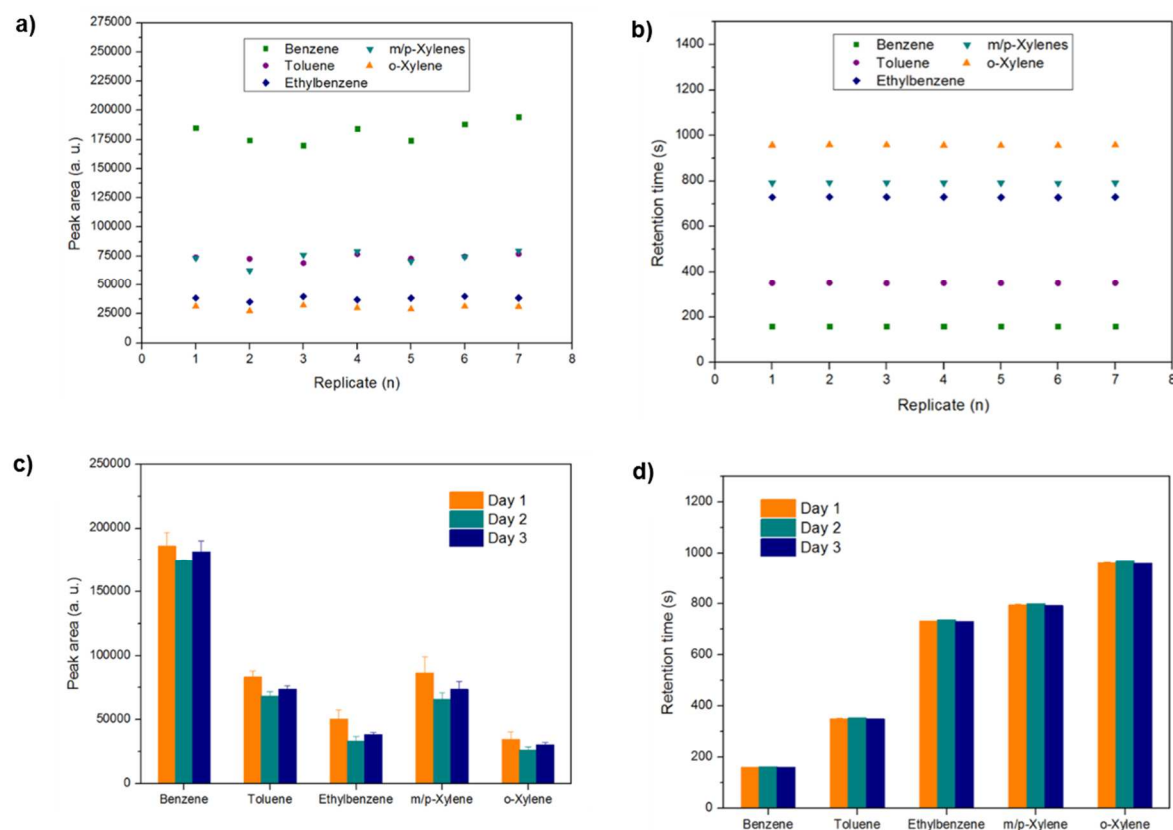 a)
275000
250000
225000
200000
175000
150000
125000
100000
75000
50000
25000
0
Peak area (a. u.)
Benzene
Toluene
Ethylbenzene
m/p-Xylenes
o-Xylene
0 1 2 3 4 5 6 7 8
Replicate (n)
b)
1400
1200
1000
800
600
400
200
0
Retention time (s)
Benzene
Toluene
Ethylbenzene
m/p-Xylenes
o-Xylene
0 1 2 3 4 5 6 7 8
Replicate (n)
c)
250000
200000
150000
100000
50000
0
Peak area (a. u.)
Day 1
Day 2
Day 3
Benzene Toluene Ethylbenzene m/p-Xylene o-Xylene
d)
1200
1000
800
600
400
200
0
Retention time (s)
Day 1
Day 2
Day 3
Benzene Toluene Ethylbenzene m/p-Xylene o-Xylene